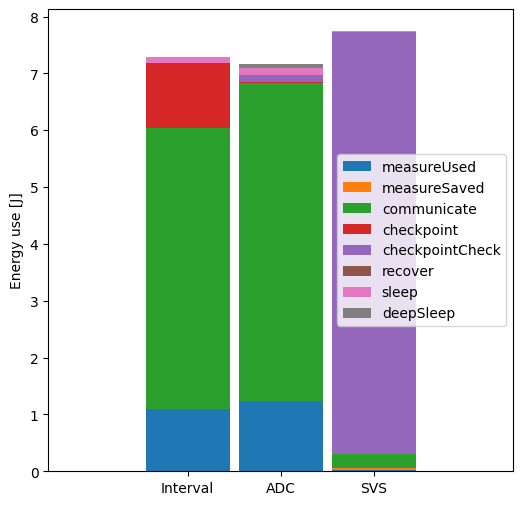 8
7
6
5
4
3
2
1
0
Energy use [J]
Interval
ADC
SVS
measureUsed
measureSaved
communicate
checkpoint
checkpointCheck
recover
sleep
deepSleep